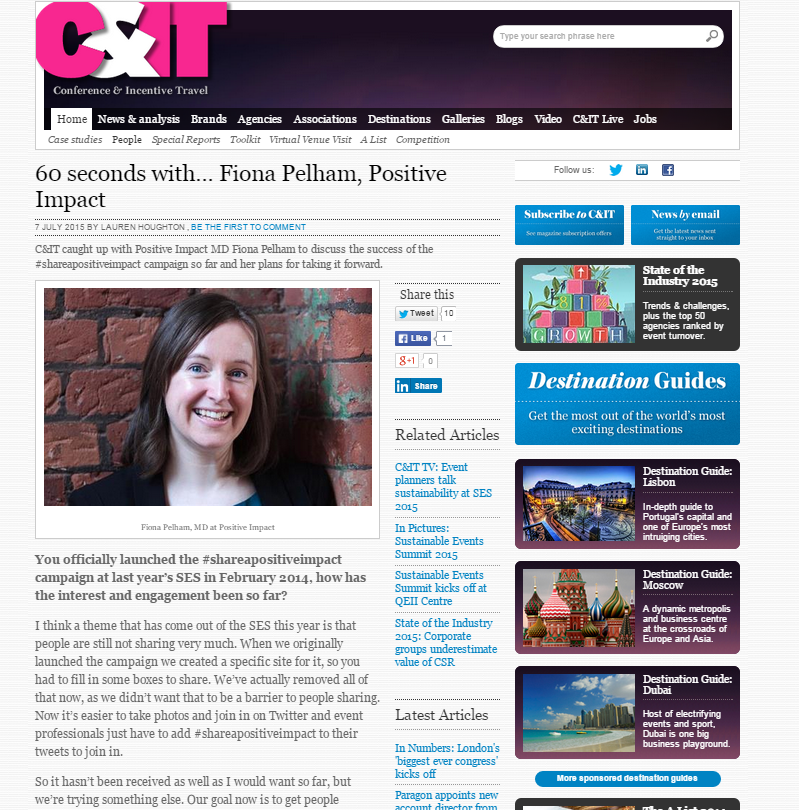 C&IT
Conference & Incentive Travel
Type your search phrase here
Home News & analysis Brands Agencies Associations Destinations Galleries Blogs Video C&IT Live Jobs
Case studies People Special Reports Toolkit Virtual Venue Visit A List Competition
60 seconds with... Fiona Pelham, Positive
Impact
7 JULY 2015 BY LAUREN HOUGHTON , BE THE FIRST TO COMMENT
C&IT caught up with Positive Impact MD Fiona Pelham to discuss the success of the
#shareapositiveimpact campaign so far and her plans for taking it forward.
Fiona Pelham, MD at Positive Impact
You officially launched the #shareapositiveimpact
campaign at last year's SES in February 2014, how has
the interest and engagement been so far?
I think a theme that has come out of the SES this year is that
people are still not sharing very much. When we originally
launched the campaign we created a specific site for it, so you
had to fill in some boxes to share. We've actually removed all of
that now, as we didn't want that to be a barrier to people sharing.
Now it's easier to take photos and join in on Twitter and event
professionals just have to add #shareapositiveimpact to their
tweets to join in.
So it hasn't been received as well as I would want so far, but
we're trying something else. Our goal now is to get people
Share this
Tweet 10
Like 1
g+1 0
in Share
Related Articles
C&IT TV: Event
planners talk
sustainability at SES
2015
In Pictures:
Sustainable Events
Summit 2015
Sustainable Events
Summit kicks off at
QEII Centre
State of the Industry
2015: Corporate
groups underestimate
value of CSR
Latest Articles
In Numbers: London's
'biggest ever congress'
kicks off
Paragon appoints new
account director from
Follow us:
Subscribe to C&IT
See magazine subscription offers
News by email
Get the latest news sent
straight to your inbox
81%
GROWTH
State of the
Industry 2015
Trends & challenges,
plus the top 50
agencies ranked by
event turnover.
Destination Guides
Get the most out of the world's most
exciting destinations
Destination Guide:
Lisbon
In-depth guide to
Portugal's capital and
one of Europe's most
intruiging cities.
Destination Guide:
Moscow
A dynamic metropolis
and business centre
at the crossroads of
Europe and Asia.
Destination Guide:
Dubai
Host of electrifying
events and sport,
Dubai is one big
business playground.
More sponsored destination guides
The A List 2014